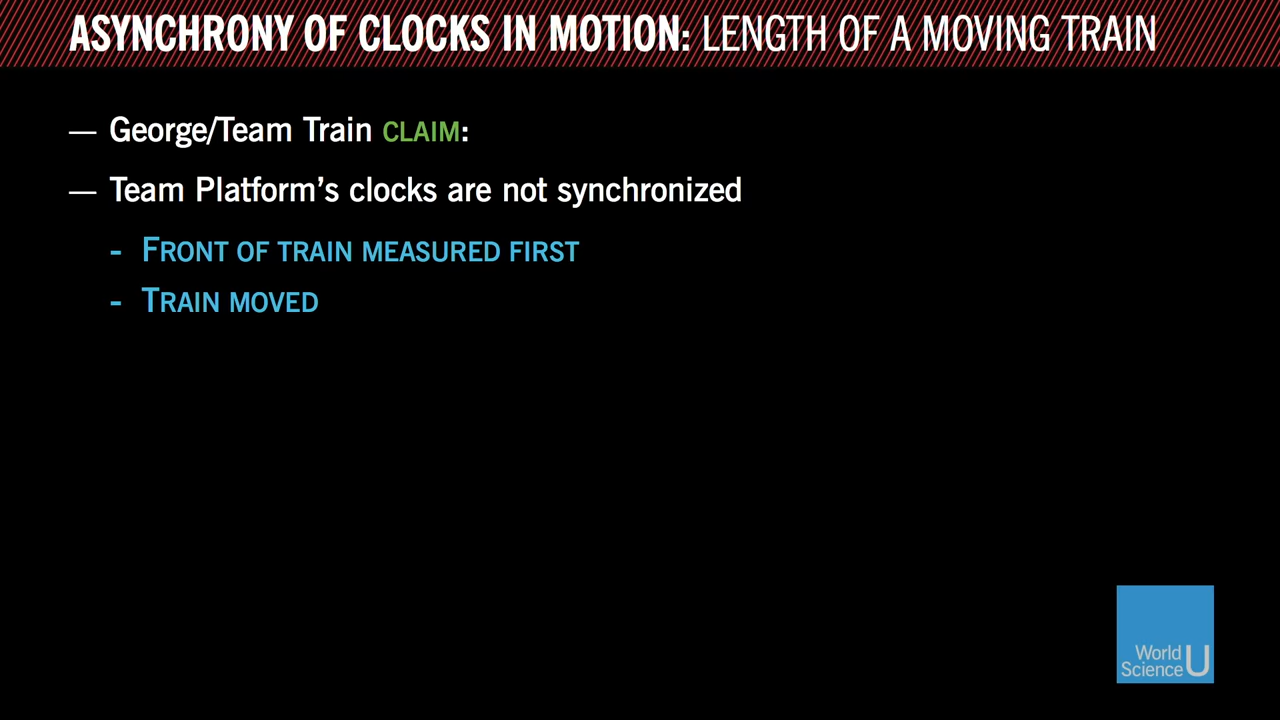 ASYNCHRONY OF CLOCKS IN MOTION: LENGTH OF A MOVING TRAIN
— George/Team Train CLAIM:
— Team Platform’s clocks are not synchronized
- FRONT OF TRAIN MEASURED FIRST
- TRAIN MOVED
World
Science U